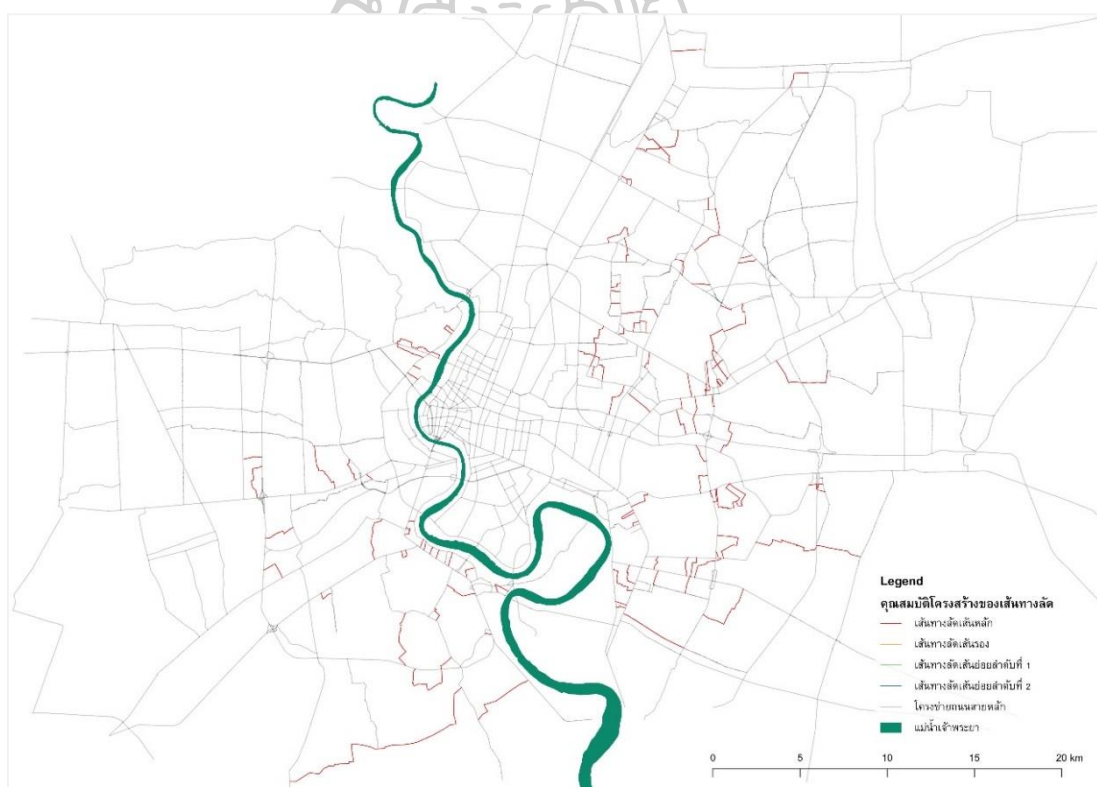 Legend
คุณสมบัติโครงสร้างของเส้นทางลัด
เส้นทางลัดเส้นหลัก
เส้นทางลัดเส้นรอง
เส้นทางลัดเส้นย่อยลำดับที่ 1
เส้นทางลัดเส้นย่อยลำดับที่ 2
โครงข่ายถนนสายหลัก
แม่น้ำเจ้าพระยา
0 5 10 15 20 km